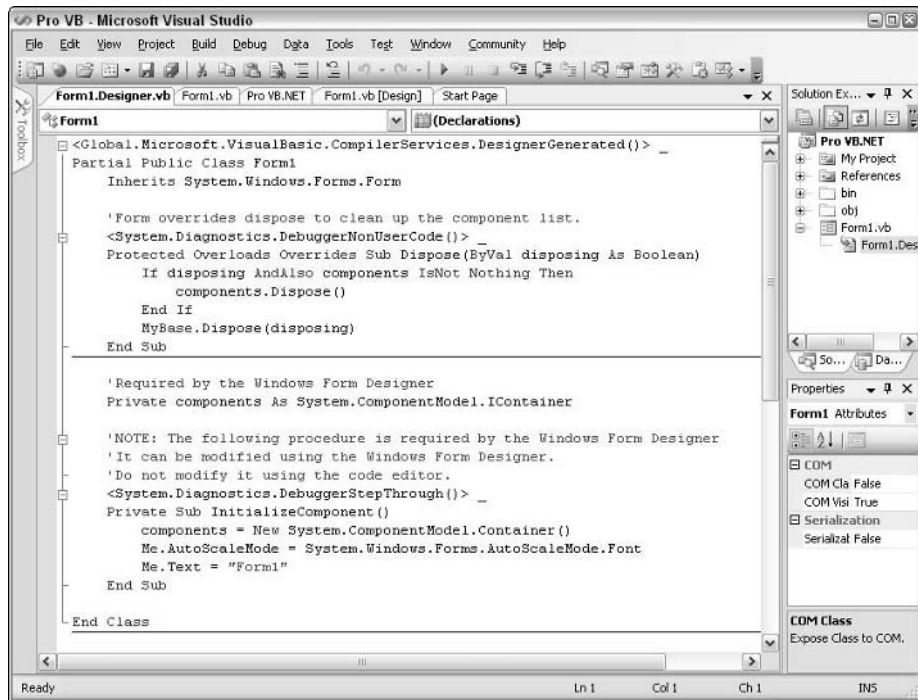 Pro VB - Microsoft Visual Studio
File Edit View Project Build Debug Data Tools Test Window Community Help
Form1.Designer.vb Form1.vb Pro VB.NET Form1.vb [Design] Start Page
Toolbox
Form1
(Declarations)
<Global.Microsoft.VisualBasic.CompilerServices.DesignerGenerated()> _
Partial Public Class Form1
Inherits System.Windows.Forms.Form
'Form overrides dispose to clean up the component list.
<System.Diagnostics.DebuggerNonUserCode()> _
Protected Overloads Overrides Sub Dispose(ByVal disposing As Boolean)
If disposing AndAlso components IsNot Nothing Then
components.Dispose()
End If
MyBase.Dispose(disposing)
End Sub
'Required by the Windows Form Designer
Private components As System.ComponentModel.IContainer
'NOTE: The following procedure is required by the Windows Form Designer
'It can be modified using the Windows Form Designer.
'Do not modify it using the code editor.
<System.Diagnostics.DebuggerStepThrough()> _
Private Sub InitializeComponent()
components = New System.ComponentModel.Container()
Me.AutoScaleMode = System.Windows.Forms.AutoScaleMode.Font
Me.Text = "Form1"
End Sub
End Class
Solution Ex...
Pro VB.NET
My Project
References
bin
obj
Form1.vb
Form1.Des
So... Da...
Properties
Form1 Attributes
COM
COM Cla False
COM Visi True
Serialization
Serializat False
COM Class
Expose Class to COM.
Ready Ln 1 Col 1 Ch 1 INS